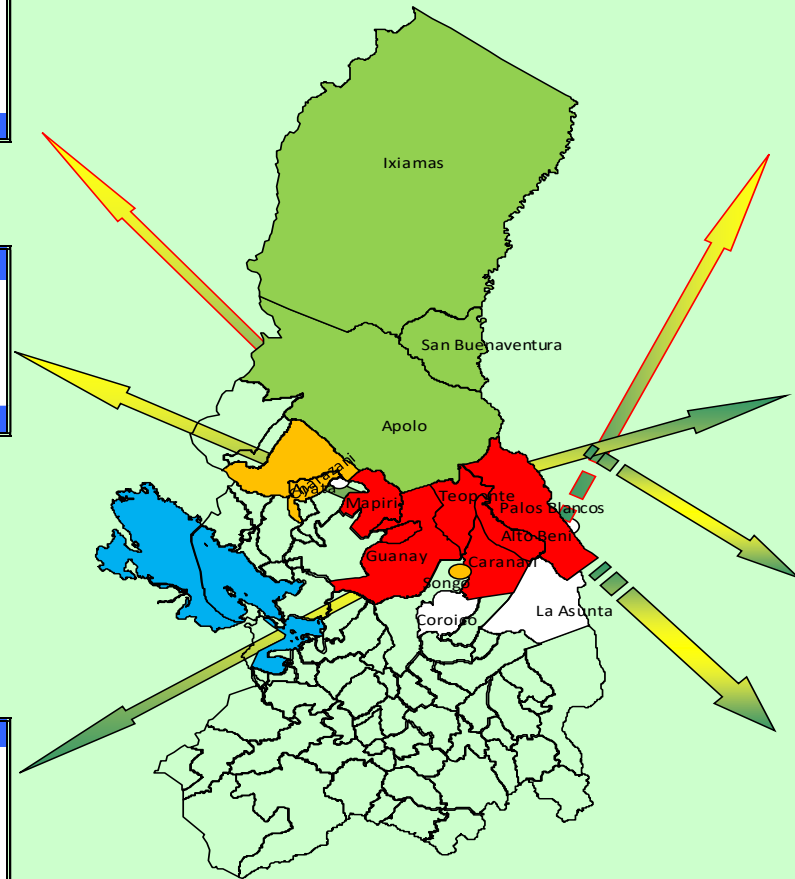 Ixiamas
San Buenaventura
Apolo
Ayata
Mapiri
Teoponte
Palos Blancos
Alto Beni
Guanay
Caranavi
Songo
Coroico
La Asunta